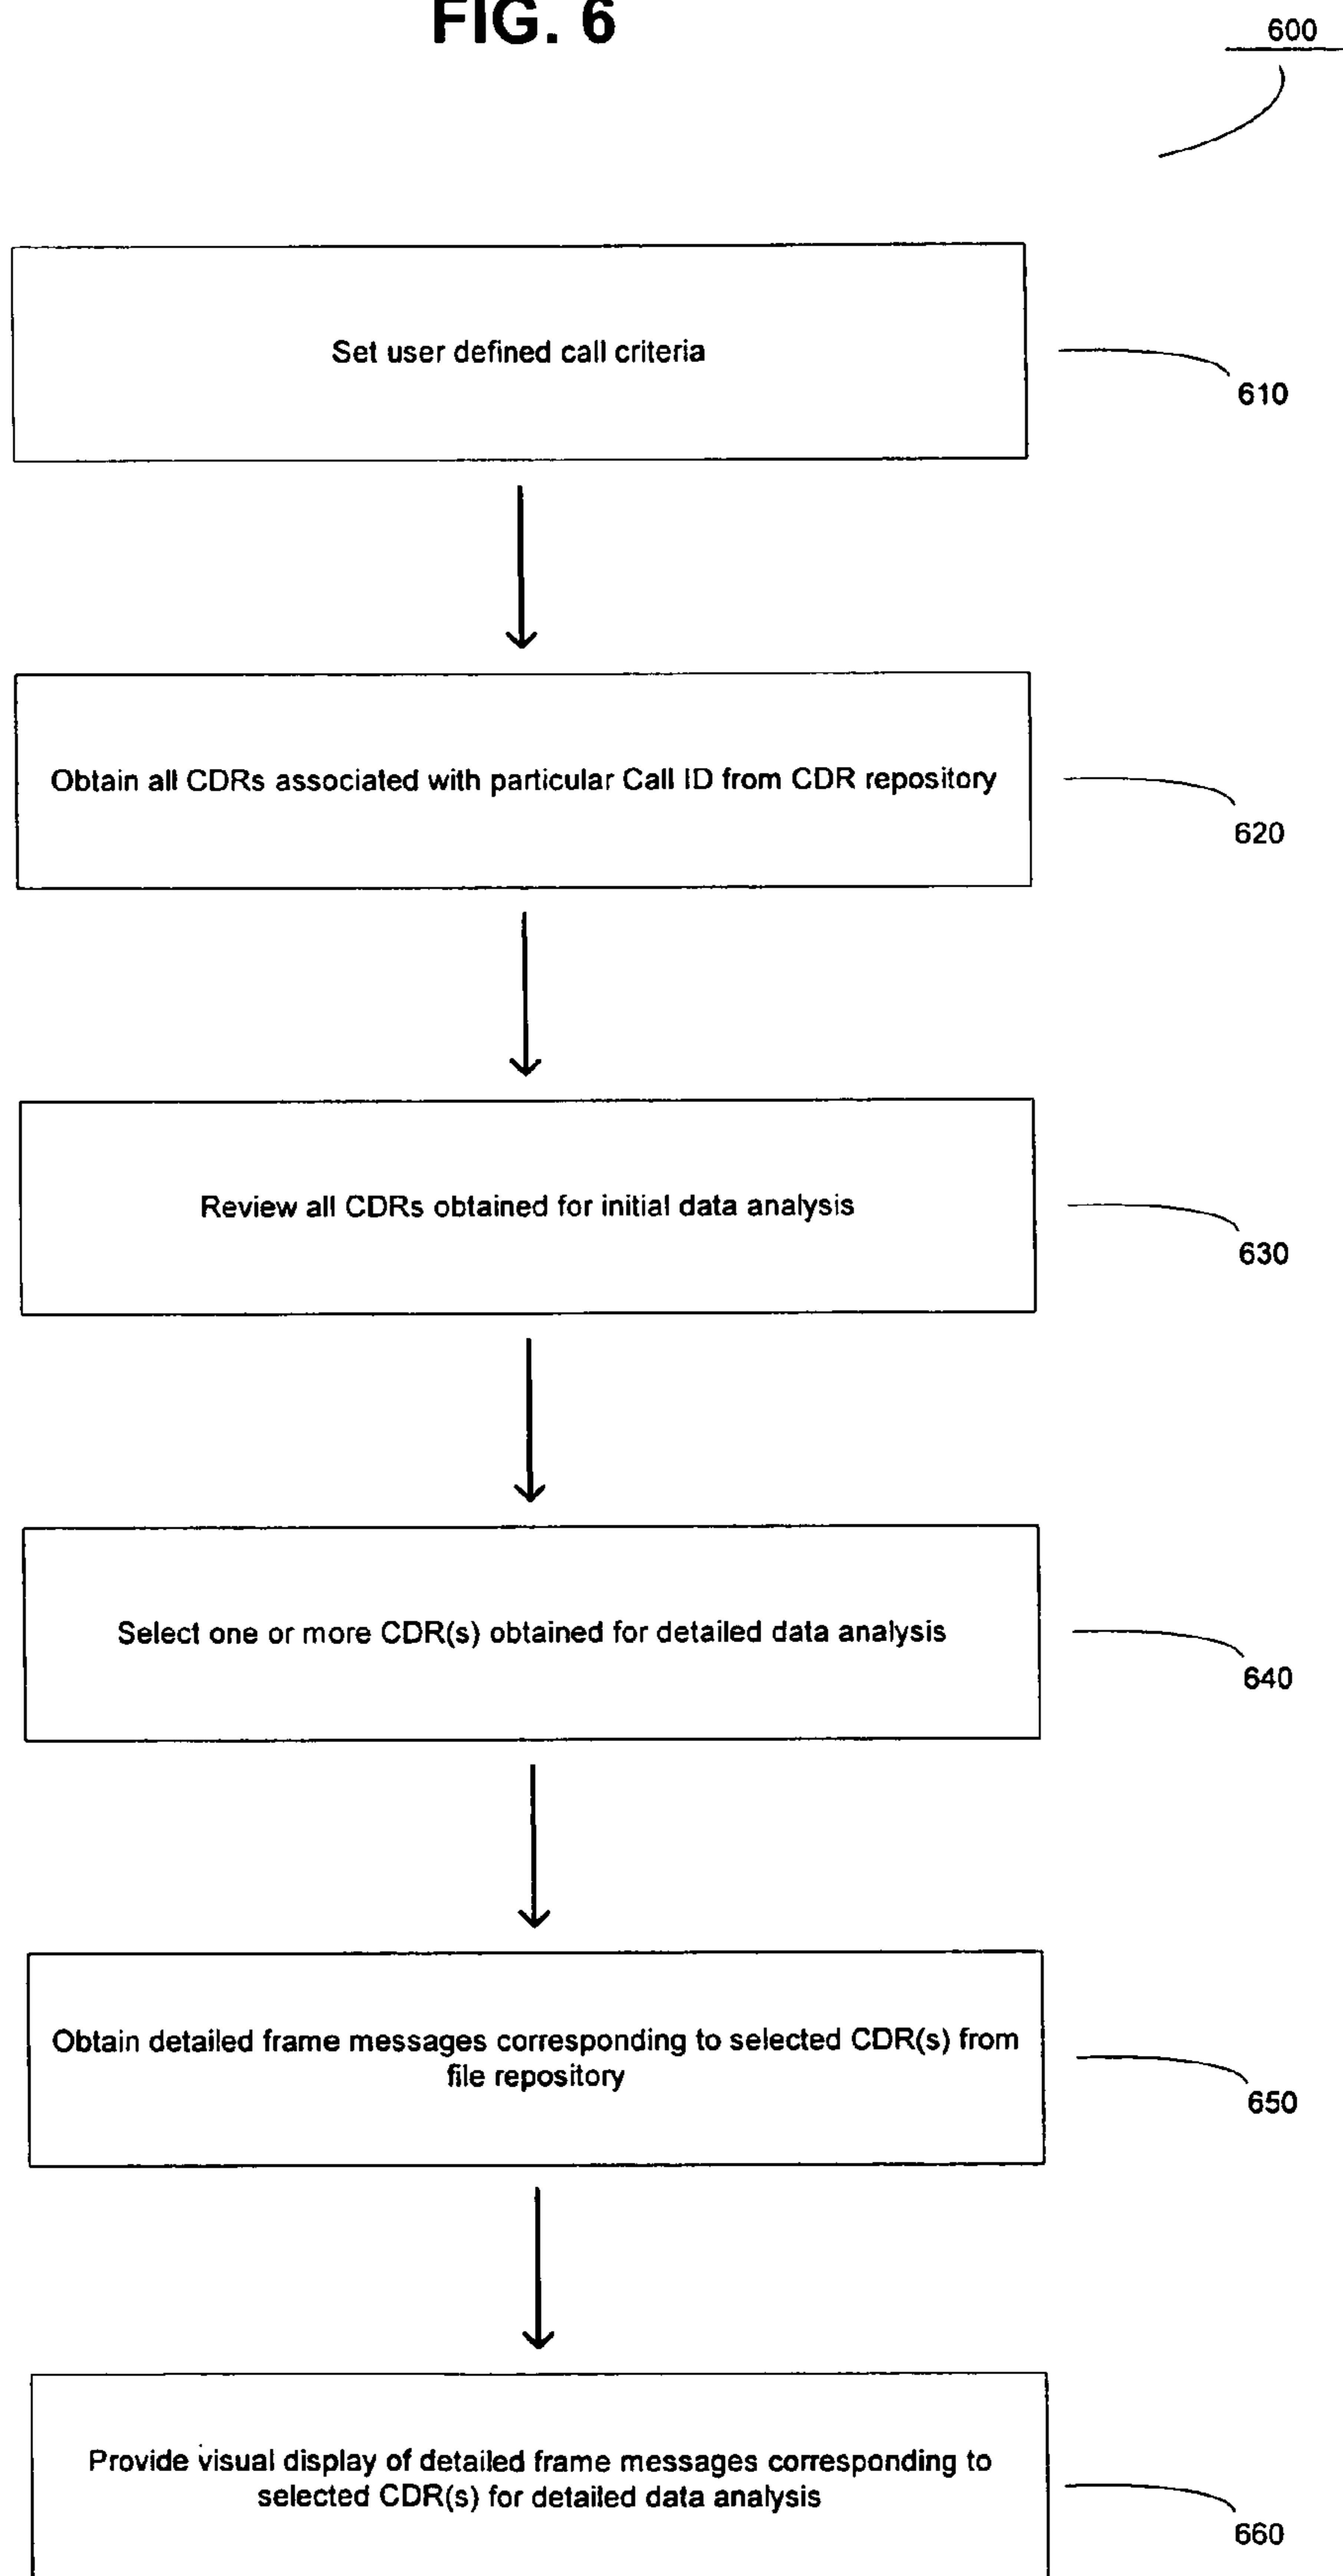 FIG. 6
600
Set user defined call criteria
610
Obtain all CDRs associated with particular Call ID from CDR repository
620
Review all CDRs obtained for initial data analysis
630
Select one or more CDR(s) obtained for detailed data analysis
640
Obtain detailed frame messages corresponding to selected CDR(s) from
file repository
650
Provide visual display of detailed frame messages corresponding to
selected CDR(s) for detailed data analysis
660